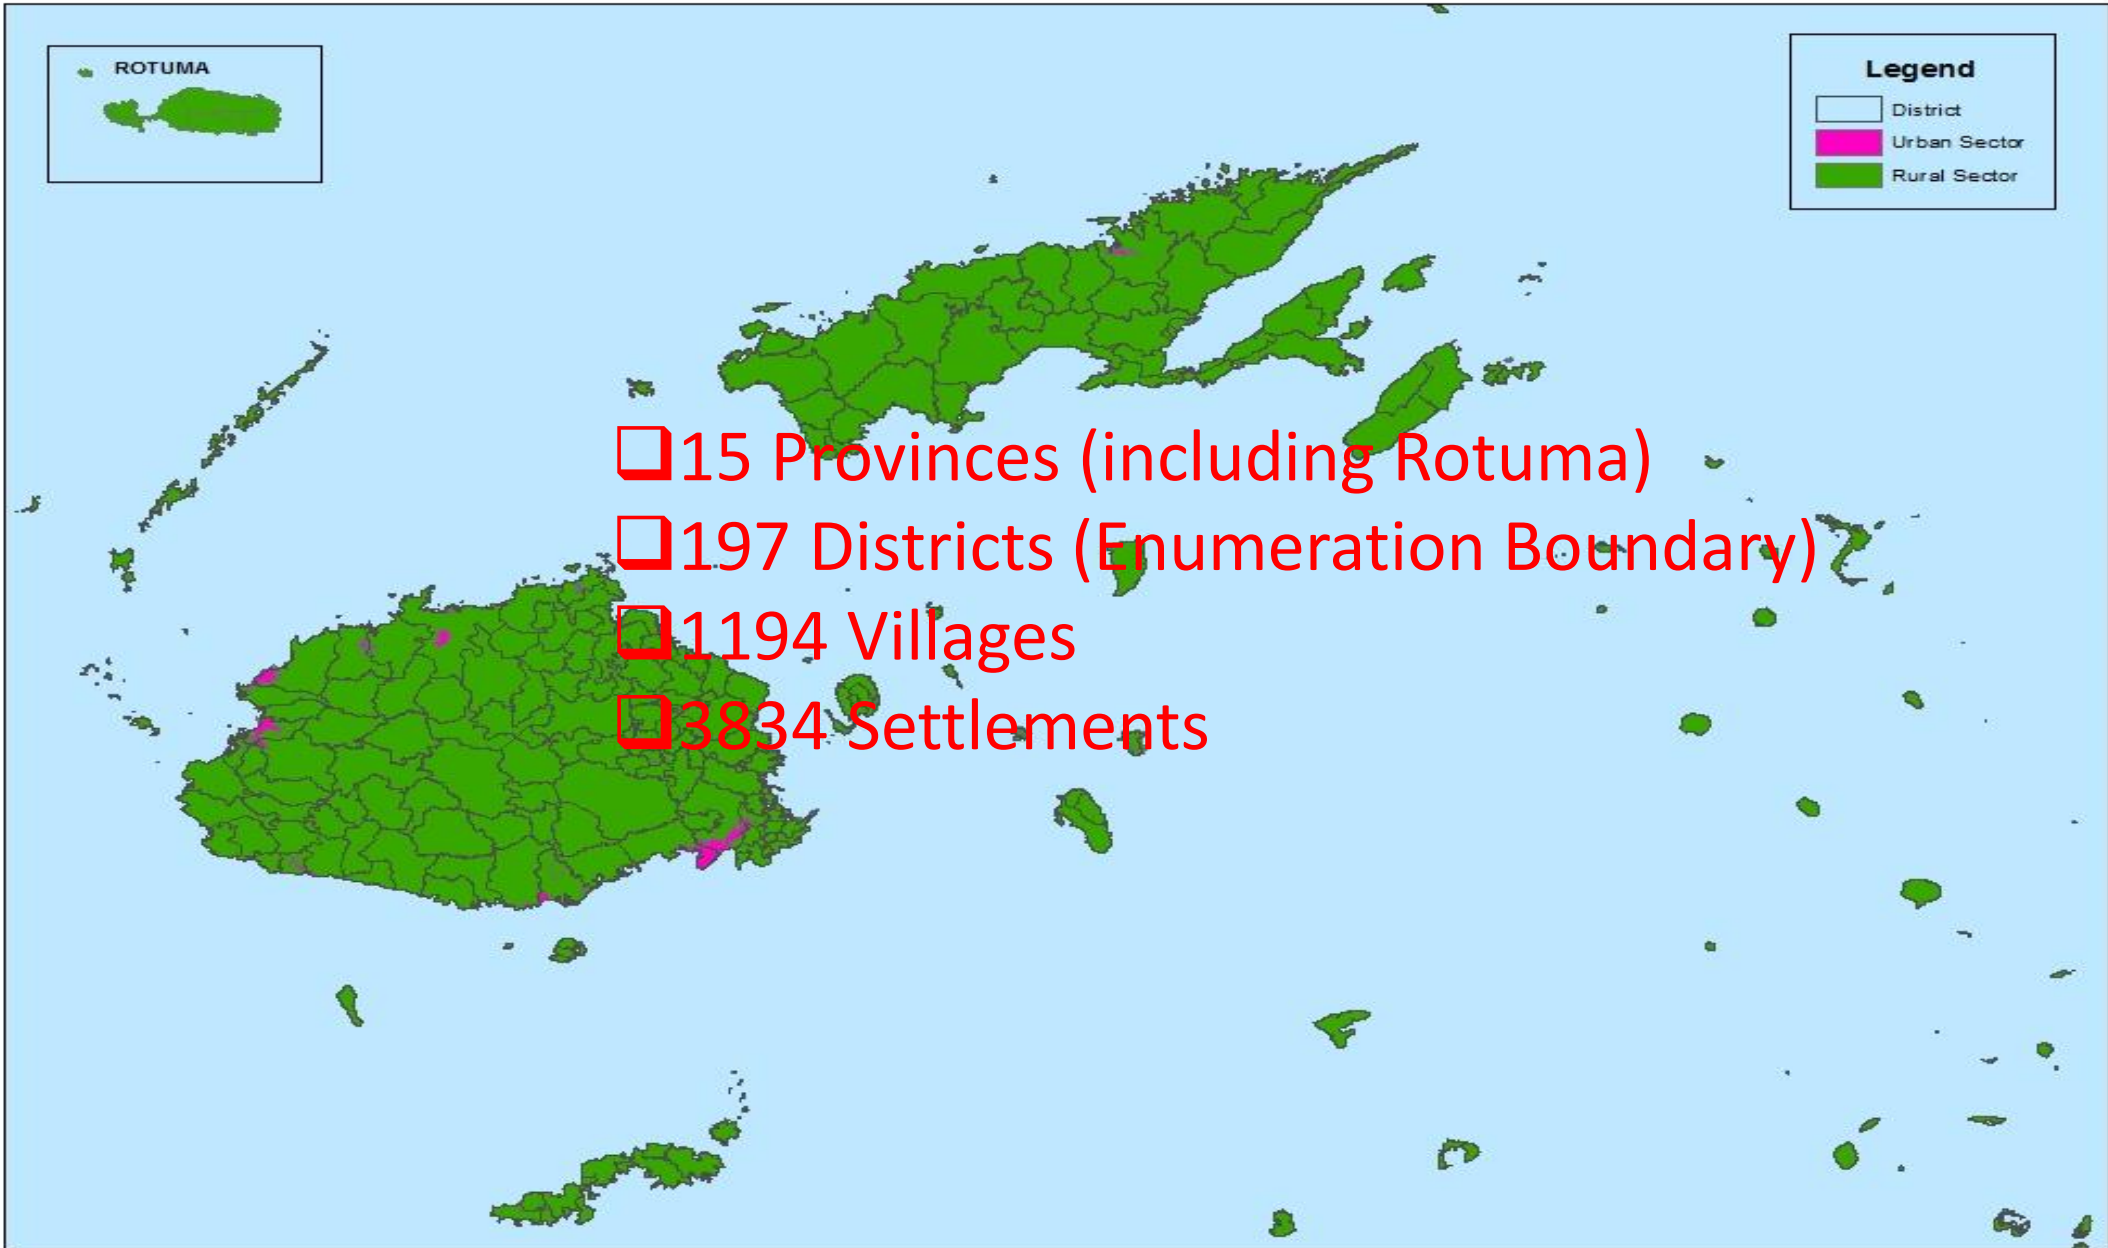 ROTUMA
Legend
District
Urban Sector
Rural Sector
❑15 Provinces (including Rotuma)
❑197 Districts (Enumeration Boundary)
❑1194 Villages
❑3834 Settlements